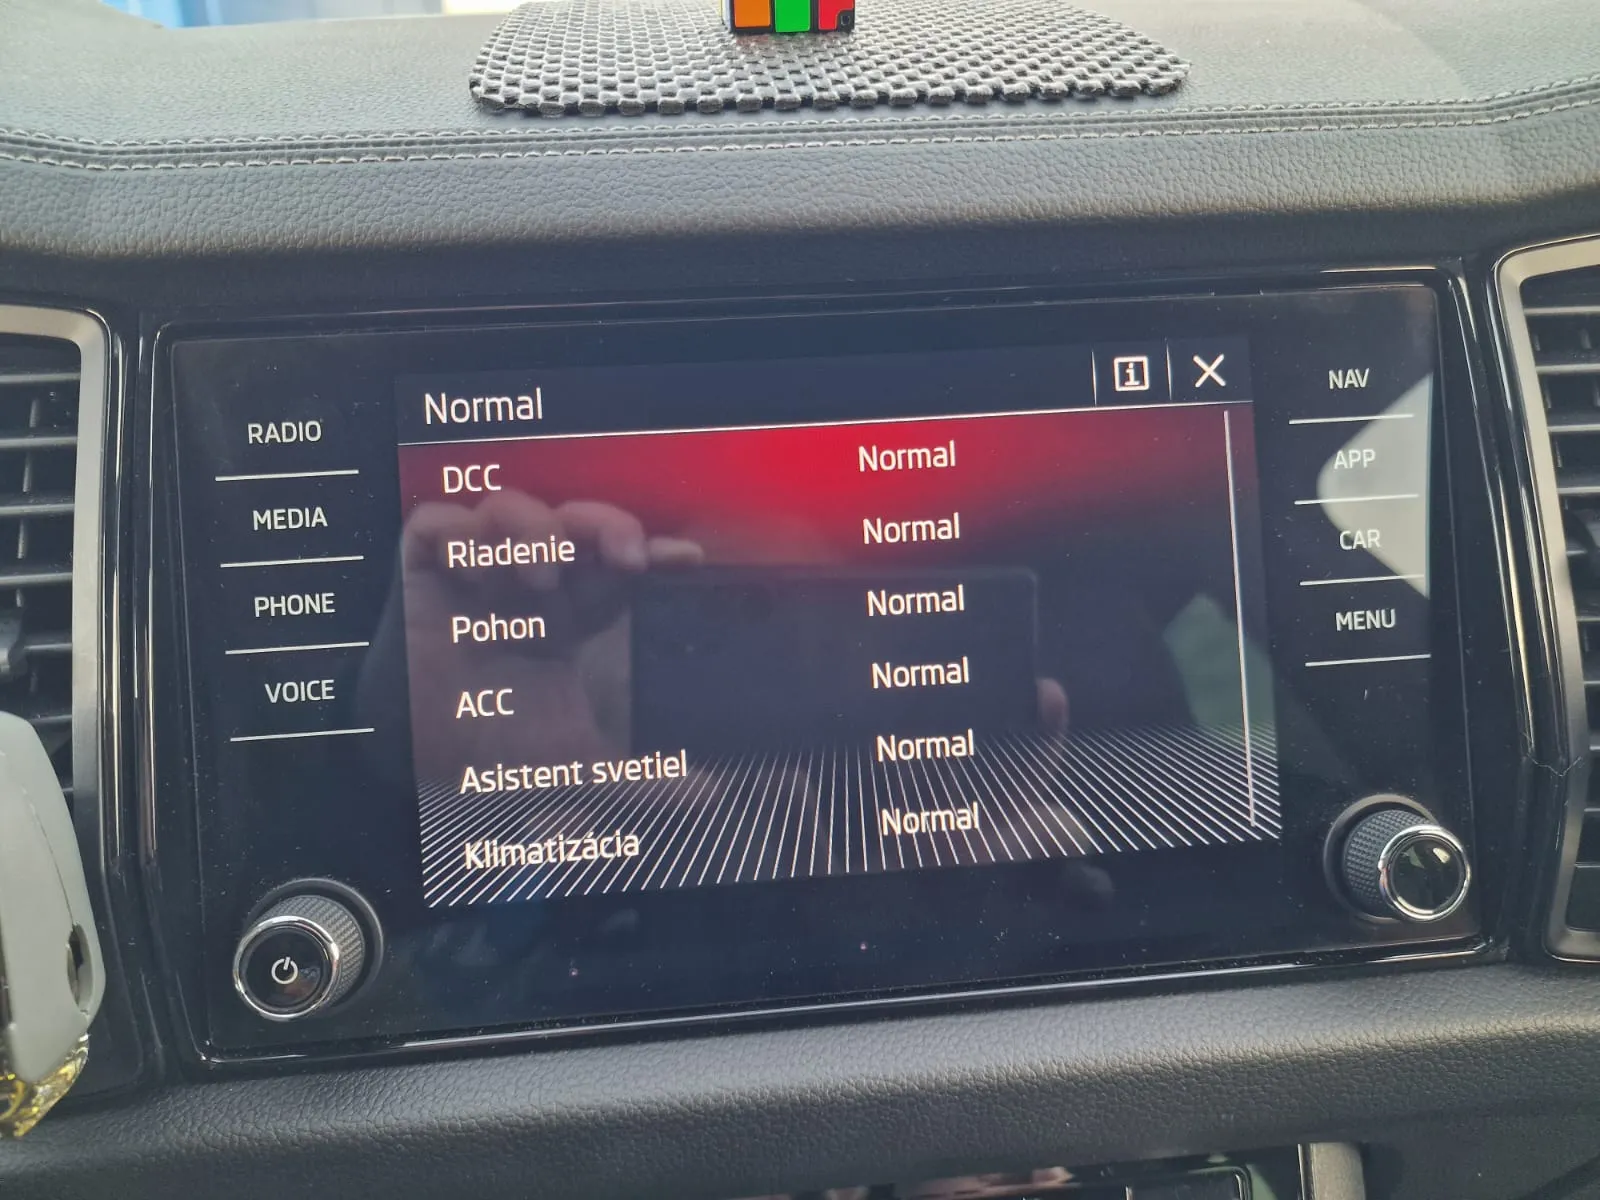 RADIO
MEDIA
PHONE
VOICE
Normal
DCC Normal
Riadenie Normal
Pohon Normal
ACC Normal
Asistent svetiel Normal
Klimatizácia Normal
NAV
APP
CAR
MENU